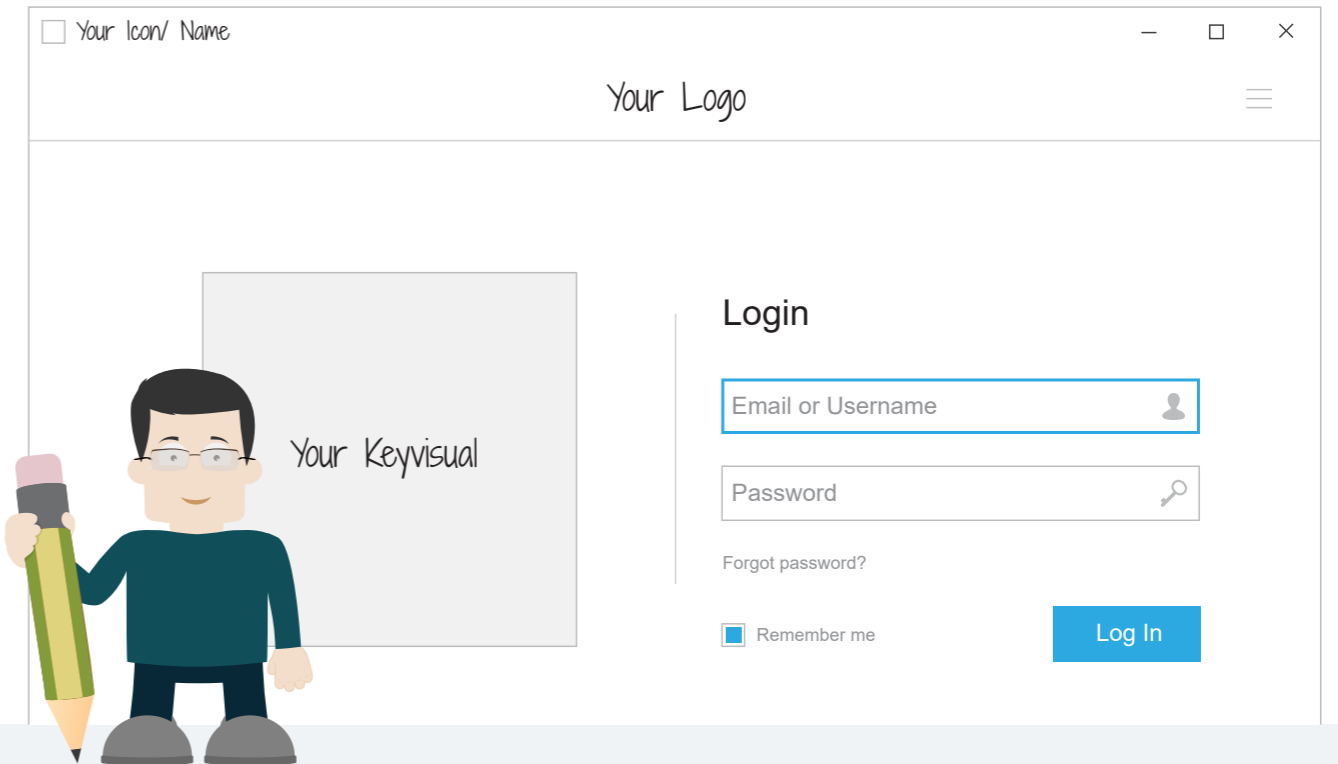 Your Icon/ Name
Your Logo
Your Keyvisual
Login
Email or Username
Password
Forgot password?
Remember me
Log In